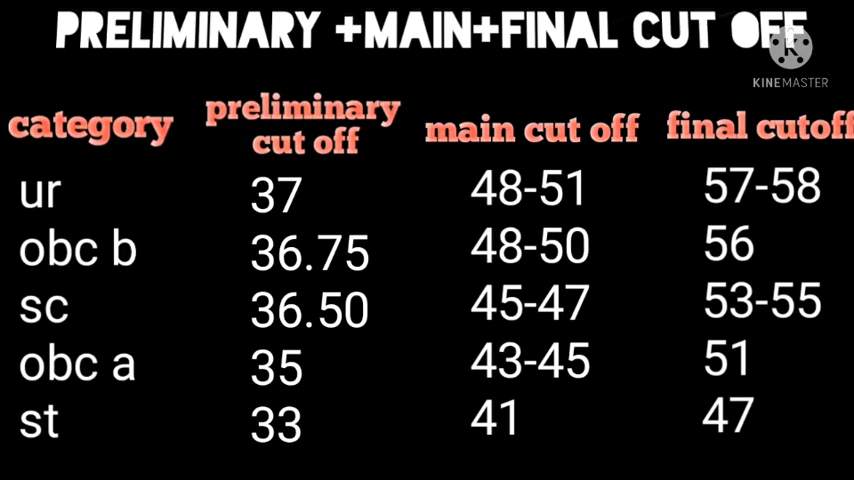 PRELIMINARY +MAIN+FINAL CUT OFF
K
KINEMASTER
category preliminary cut off main cut off final cutoff
ur 37 48-51 57-58
obc b 36.75 48-50 56
sc 36.50 45-47 53-55
obc a 35 43-45 51
st 33 41 47